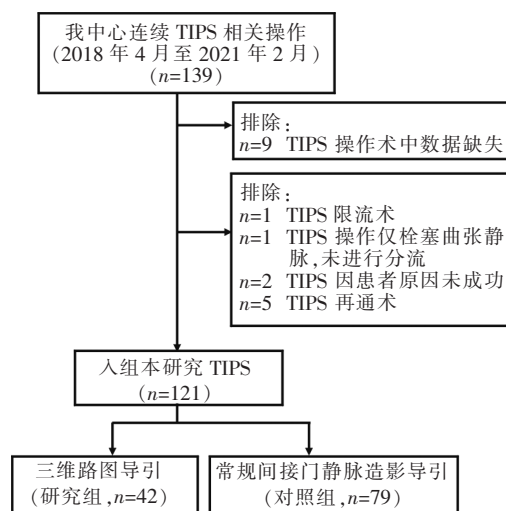 我中心连续 TIPS 相关操作
(2018 年 4 月至 2021 年 2 月)
(n=139)
排除：
n=9 TIPS 操作术中数据缺失
排除：
n=1 TIPS 限流术
n=1 TIPS 操作仅栓塞曲张静
脉,未进行分流
n=2 TIPS 因患者原因未成功
n=5 TIPS 再通术
入组本研究 TIPS
(n=121)
三维路图导引
(研究组,n=42)
常规间接门静脉造影导引
(对照组,n=79)